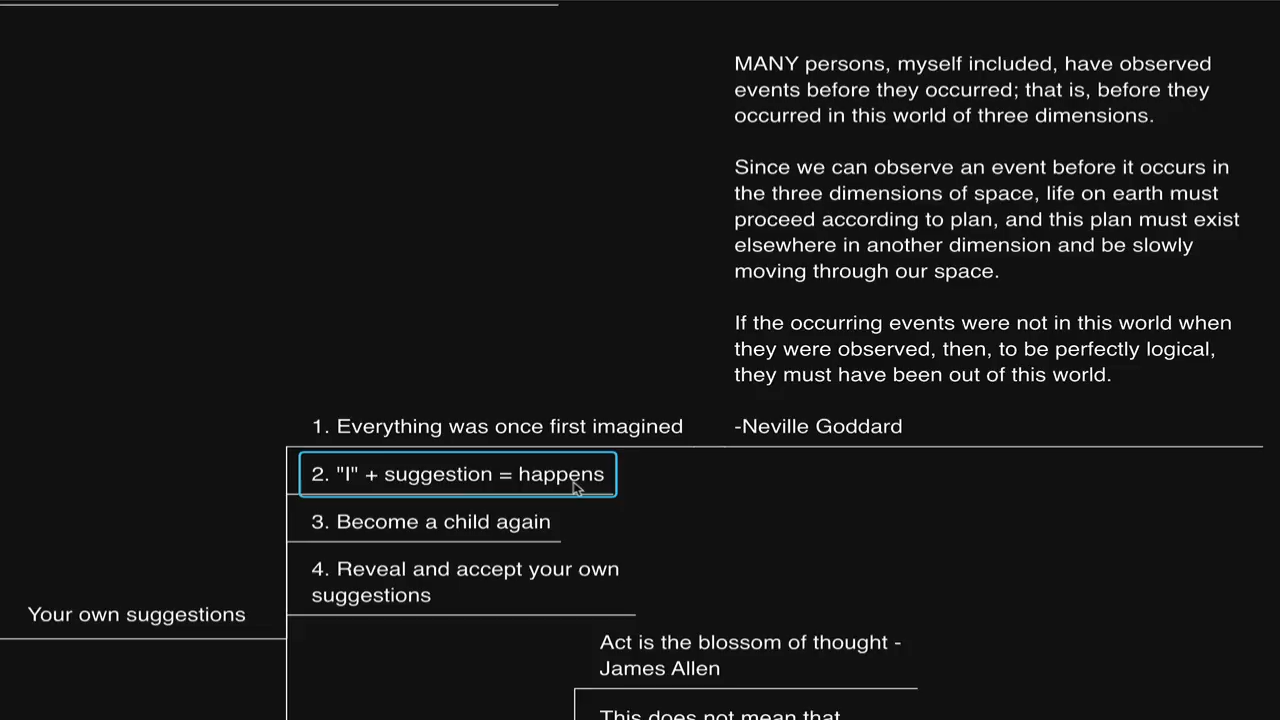 MANY persons, myself included, have observed
events before they occurred; that is, before they
occurred in this world of three dimensions.
Since we can observe an event before it occurs in
the three dimensions of space, life on earth must
proceed according to plan, and this plan must exist
elsewhere in another dimension and be slowly
moving through our space.
If the occurring events were not in this world when
they were observed, then, to be perfectly logical,
they must have been out of this world.
-Neville Goddard
1. Everything was once first imagined
2. "I" + suggestion = happens
3. Become a child again
4. Reveal and accept your own
suggestions
Your own suggestions
Act is the blossom of thought -
James Allen
This does not mean that